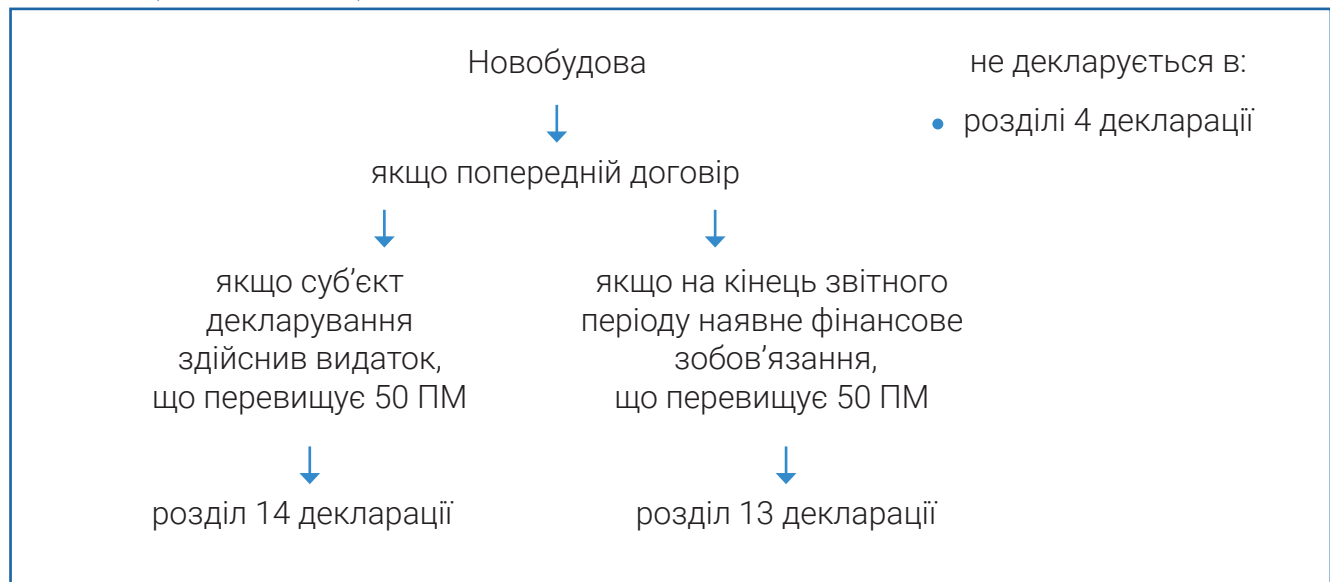 Новобудова
не декларується в:
• розділі 4 декларації
якщо попередній договір
якщо суб’єкт
декларування
здійснив видаток,
що перевищує 50 ПМ
якщо на кінець звітного
періоду наявне фінансове
зобов’язання,
що перевищує 50 ПМ
розділ 14 декларації
розділ 13 декларації